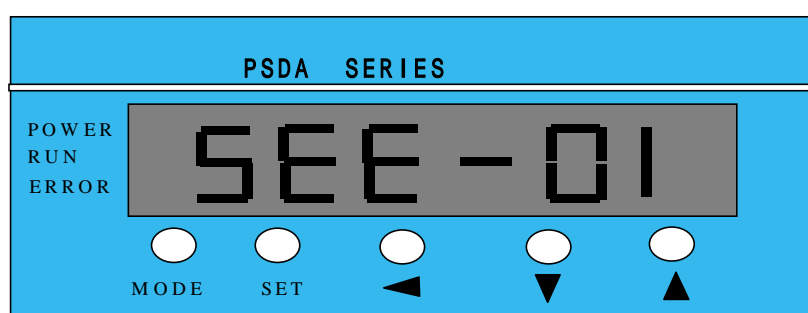 PSDA SERIES
POWER
RUN
ERROR
SEE-01
MODE SET ◀ ▼ ▲